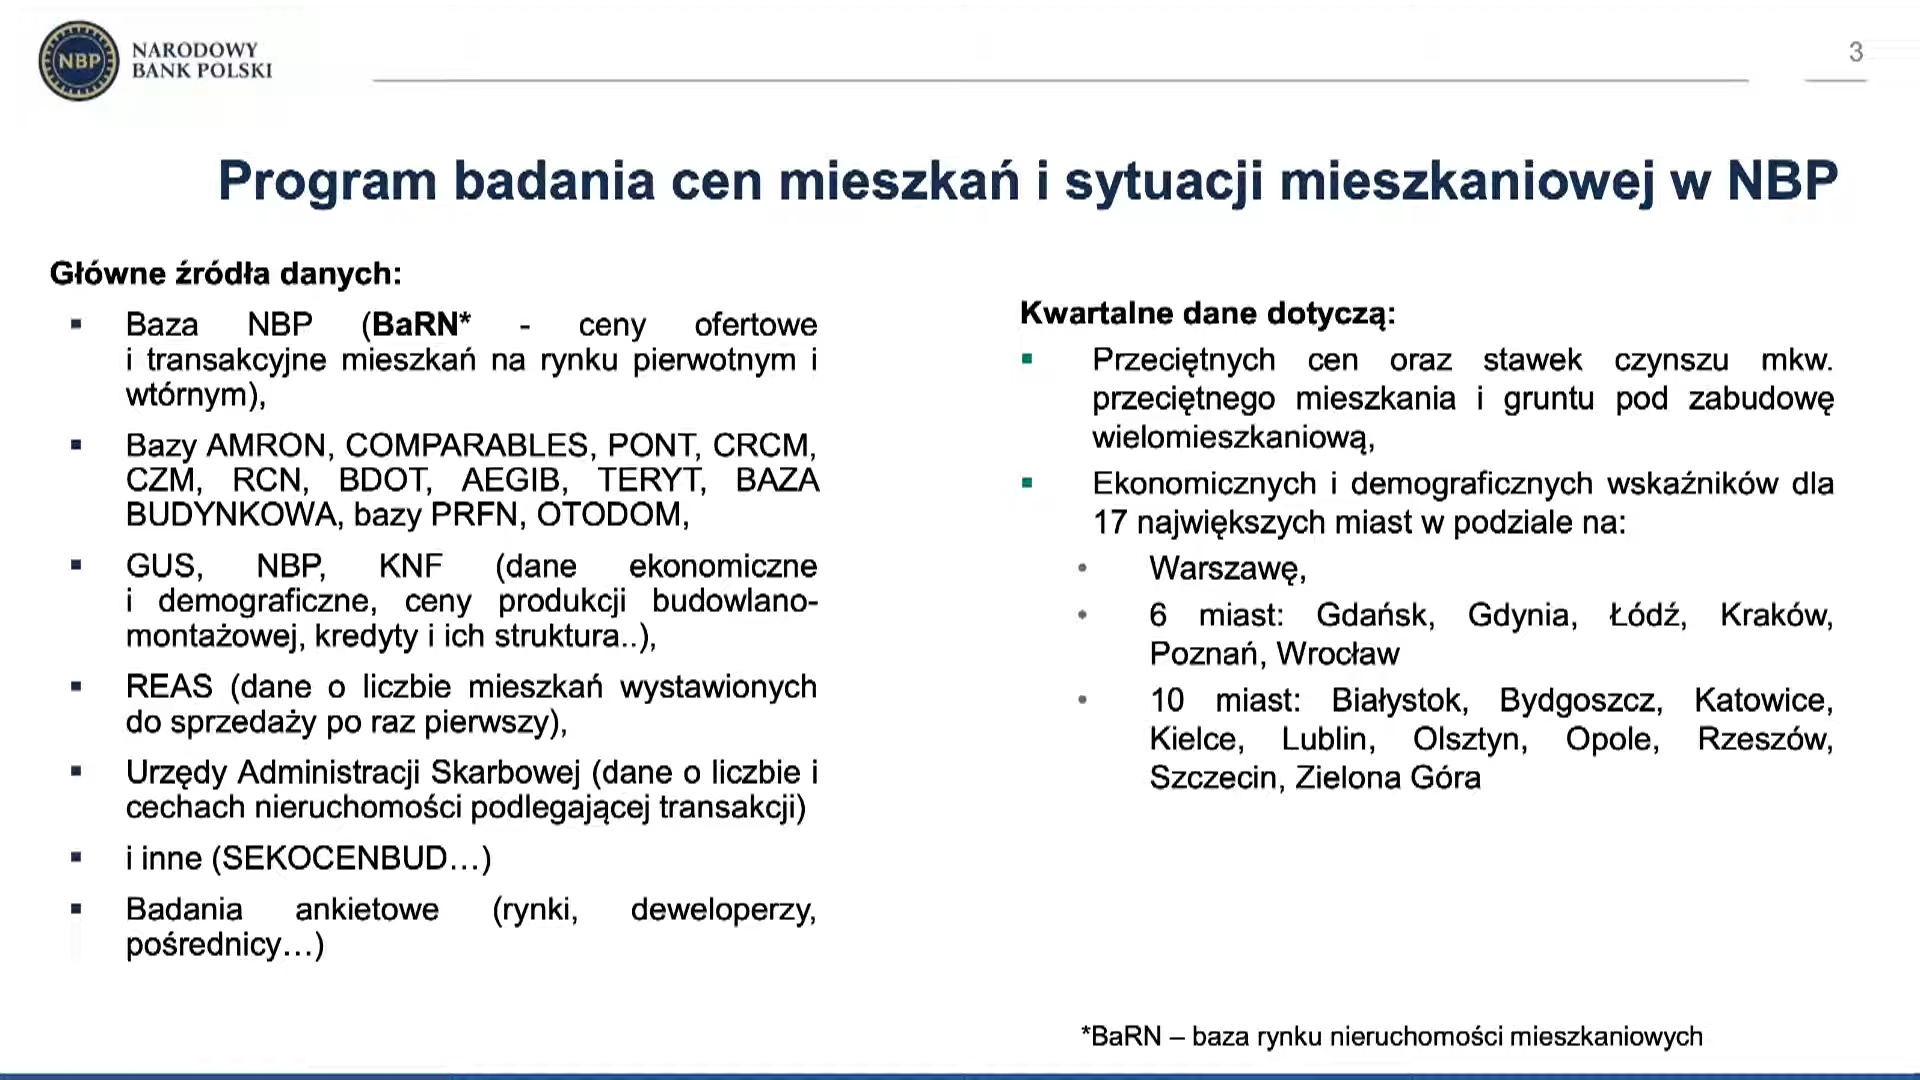 NBP
NARODOWY
BANK POLSKI
3
Program badania cen mieszkań i sytuacji mieszkaniowej w NBP
Główne źródła danych:
▪ Baza NBP (BaRN* - ceny ofertowe
i transakcyjne mieszkań na rynku pierwotnym i
wtórnym),
▪ Bazy AMRON, COMPARABLES, PONT, CRCM,
CZM, RCN, BDOT, AEGIB, TERYT, BAZA
BUDYNKOWA, bazy PRFN, OTODOM,
▪ GUS, NBP, KNF (dane ekonomiczne
i demograficzne, ceny produkcji budowlano-
montażowej, kredyty i ich struktura..),
▪ REAS (dane o liczbie mieszkań wystawionych
do sprzedaży po raz pierwszy),
▪ Urzędy Administracji Skarbowej (dane o liczbie i
cechach nieruchomości podlegającej transakcji)
▪ i inne (SEKOCENBUD…)
▪ Badania ankietowe (rynki, deweloperzy,
pośrednicy…)
Kwartalne dane dotyczą:
▪ Przeciętnych cen oraz stawek czynszu mkw.
przeciętnego mieszkania i gruntu pod zabudowę
wielomieszkaniową,
▪ Ekonomicznych i demograficznych wskaźników dla
17 największych miast w podziale na:
• Warszawę,
• 6 miast: Gdańsk, Gdynia, Łódź, Kraków,
Poznań, Wrocław
• 10 miast: Białystok, Bydgoszcz, Katowice,
Kielce, Lublin, Olsztyn, Opole, Rzeszów,
Szczecin, Zielona Góra
*BaRN – baza rynku nieruchomości mieszkaniowych